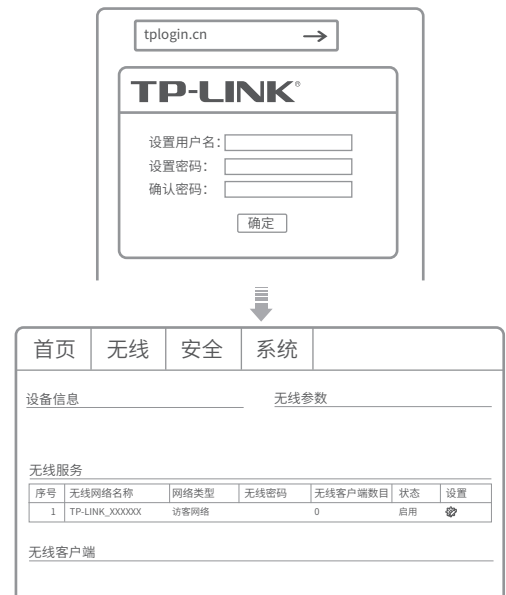 tplogin.cn
TP-LINK®
设置用户名：
设置密码：
确认密码：
确定
首页 无线 安全 系统
设备信息 无线参数
无线服务
序号 无线网络名称 网络类型 无线密码 无线客户端数目 状态 设置
1 TP-LINK_XXXXXX 访客网络 0 启用
无线客户端